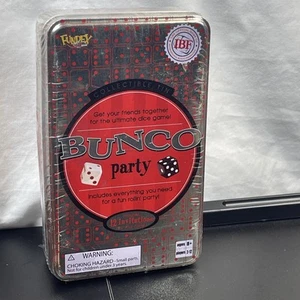 FUNDEX
IBF
COLLECTIBLE TIN
Get your friends together
for the ultimate dice game!
BUNCO
party
Includes everything you need
for a fun rollin' party!
WARNING:
CHOKING HAZARD-Small parts.
Not for children under 3 years.